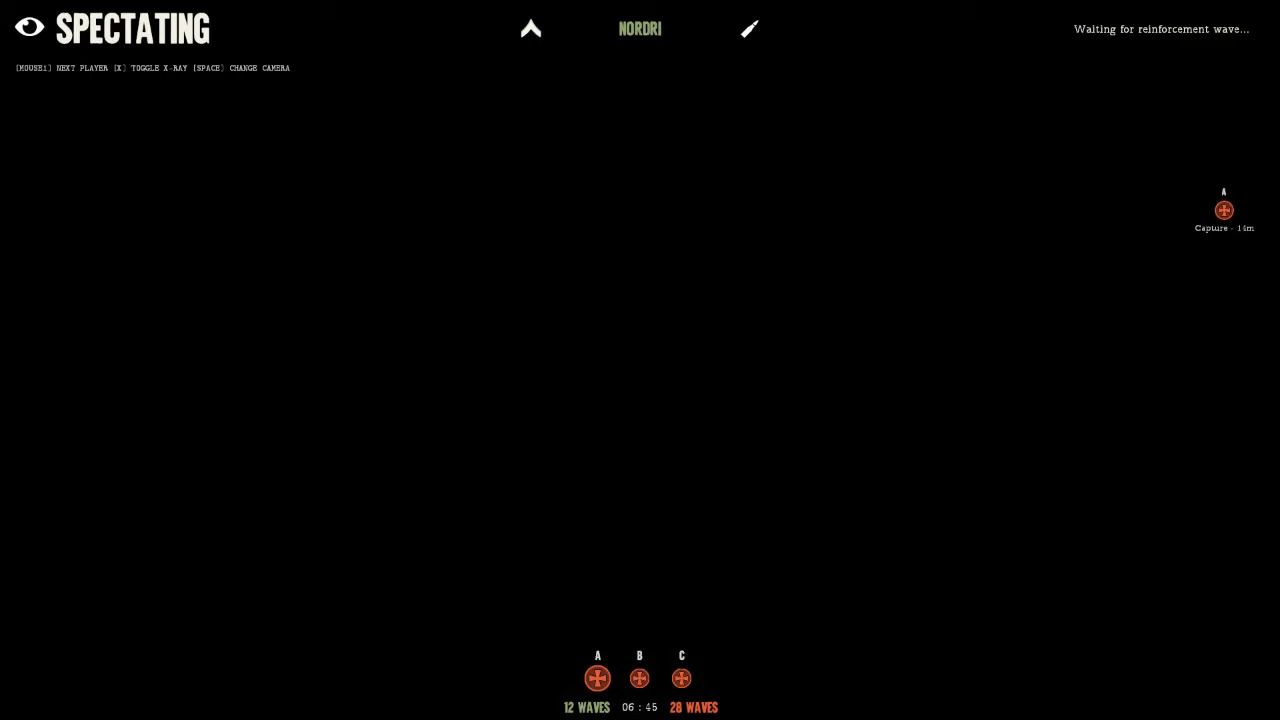 SPECTATING
NORDRI
Waiting for reinforcement wave...
[MOUSE1] NEXT PLAYER [X] TOGGLE X-RAY [SPACE] CHANGE CAMERA
A
Capture - 14m
A B C
12 WAVES 06 : 45 28 WAVES